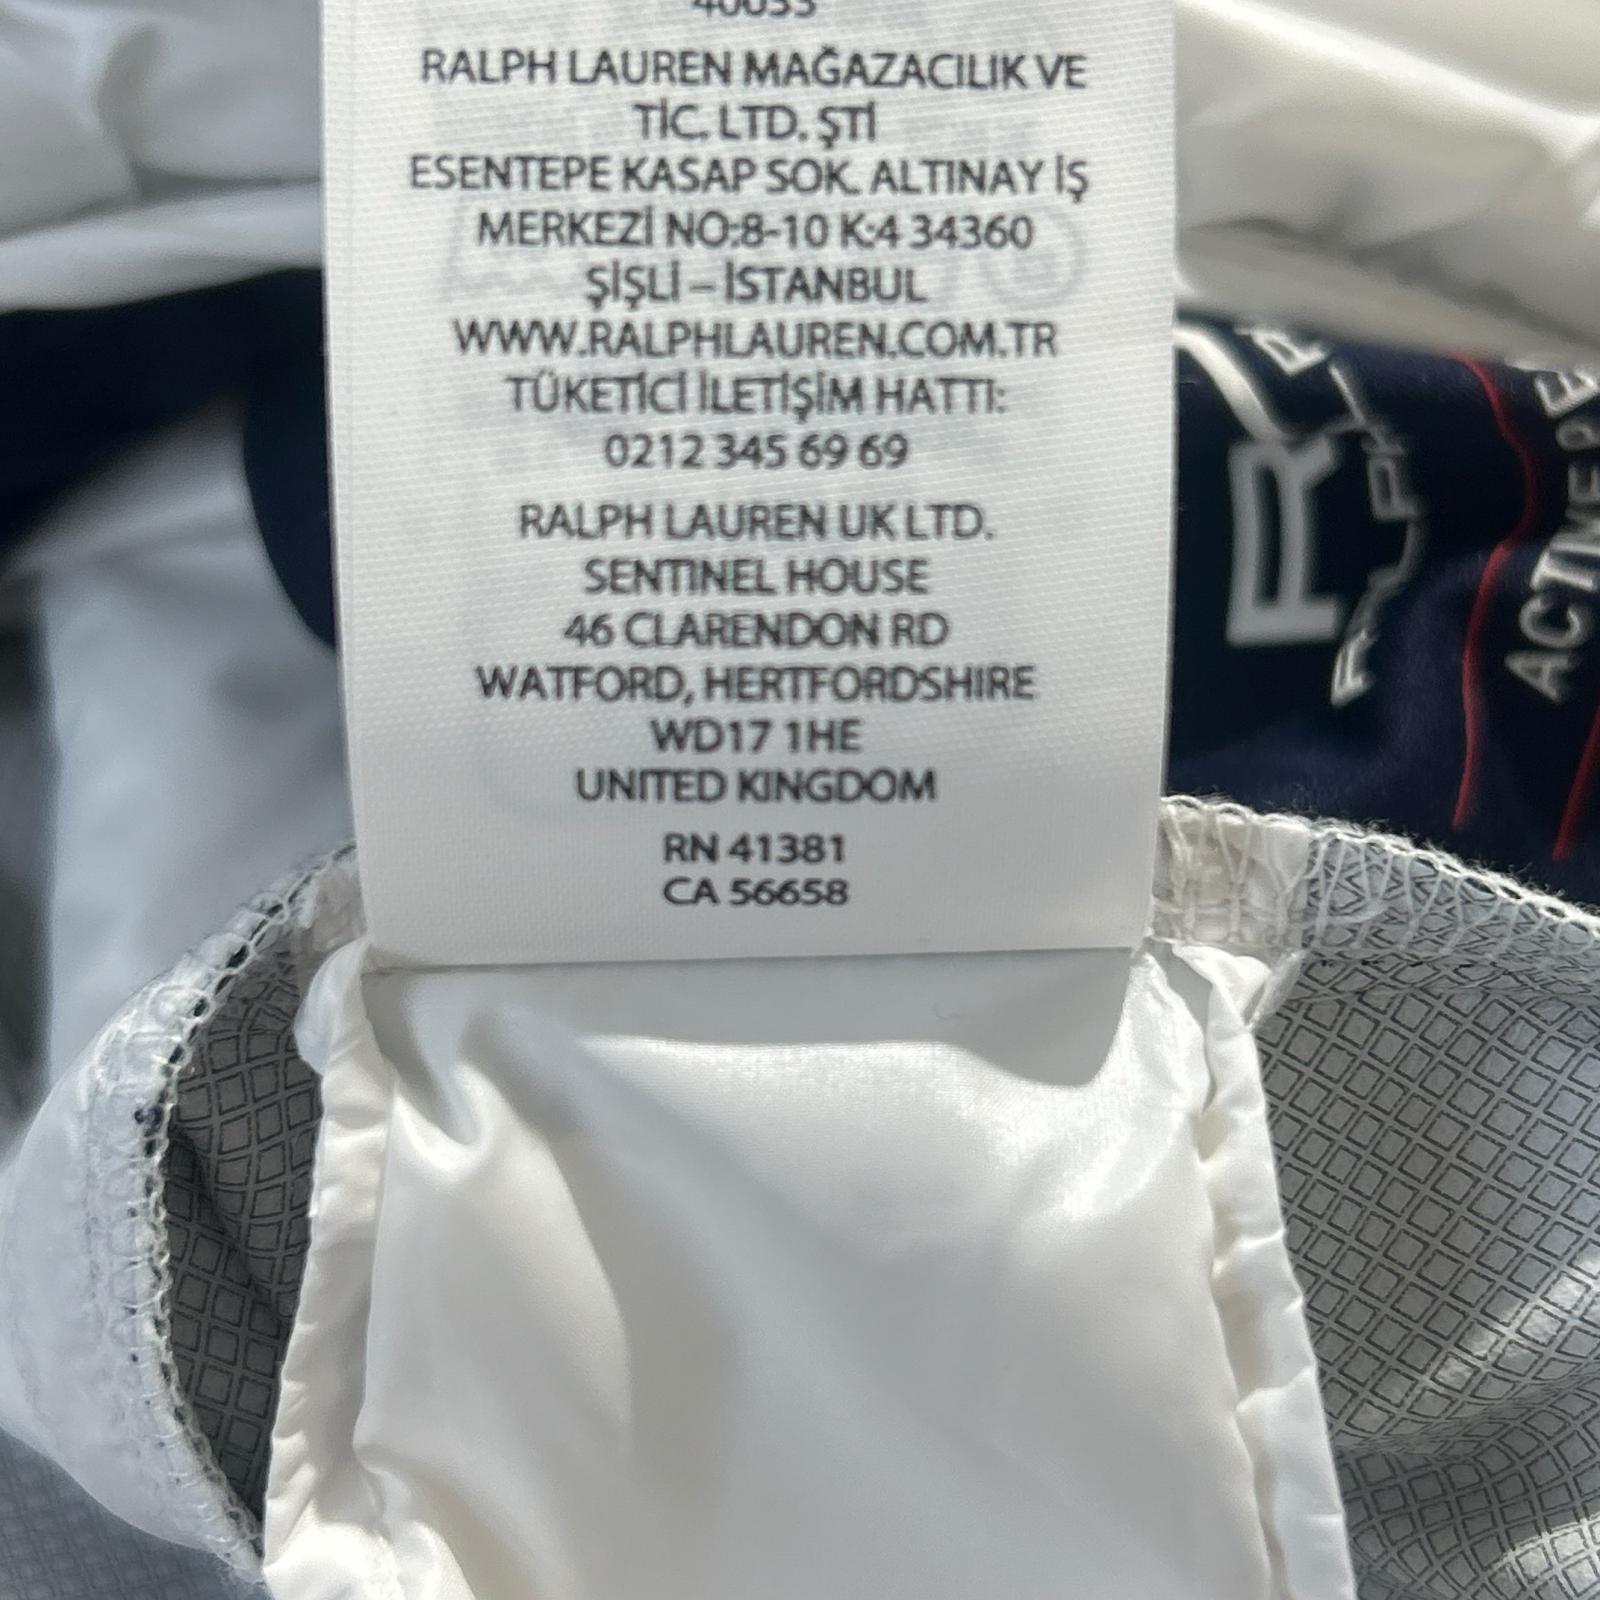 40033
RALPH LAUREN MAĞAZACILIK VE
TİC. LTD. ŞTİ
ESENTEPE KASAP SOK. ALTINAY İŞ
MERKEZİ NO:8-10 K:4 34360
ŞİŞLİ – İSTANBUL
WWW.RALPHLAUREN.COM.TR
TÜKETİCİ İLETİŞİM HATTI:
0212 345 69 69
RALPH LAUREN UK LTD.
SENTINEL HOUSE
46 CLARENDON RD
WATFORD, HERTFORDSHIRE
WD17 1HE
UNITED KINGDOM
RN 41381
CA 56658
ACTIVE